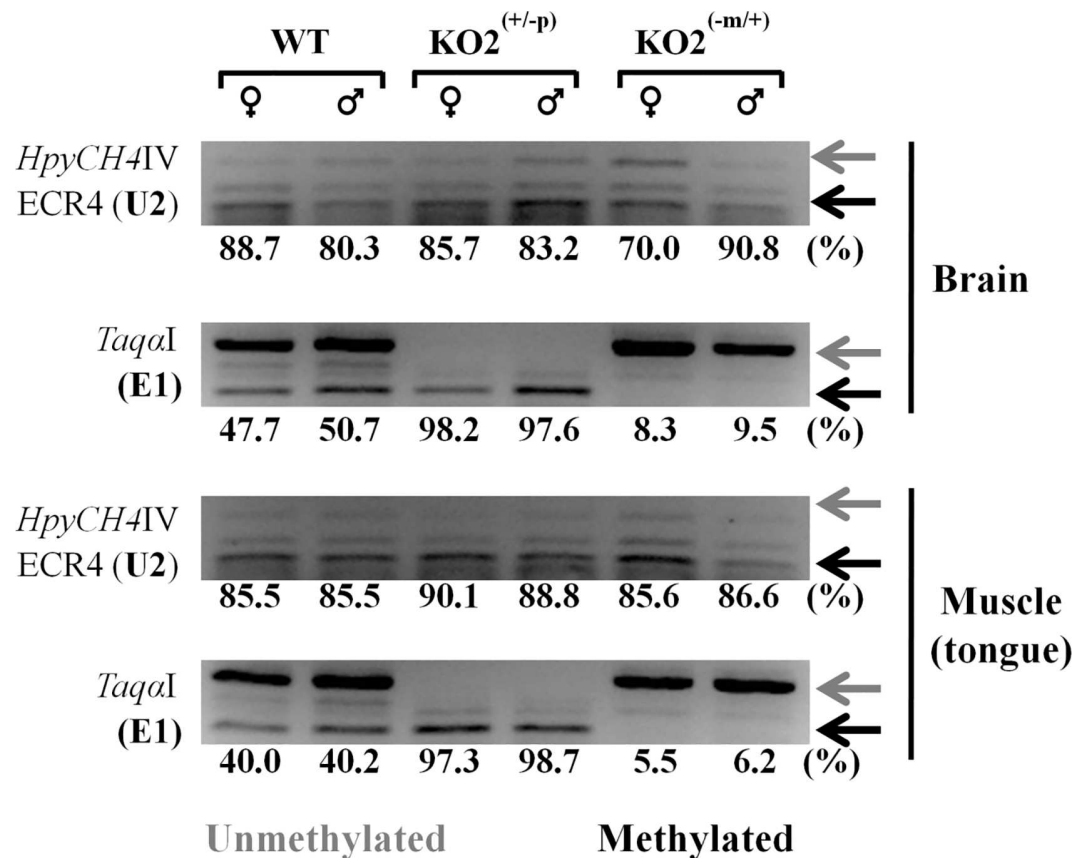 WT KO2(+/-p) KO2(-m/+)
♀ ♂ ♀ ♂ ♀ ♂
HpyCH4IV
ECR4 (U2)
88.7 80.3 85.7 83.2 70.0 90.8 (%)
Brain
TaqαI
(E1)
47.7 50.7 98.2 97.6 8.3 9.5 (%)
HpyCH4IV
ECR4 (U2)
85.5 85.5 90.1 88.8 85.6 86.6 (%)
Muscle
(tongue)
TaqαI
(E1)
40.0 40.2 97.3 98.7 5.5 6.2 (%)
Unmethylated Methylated